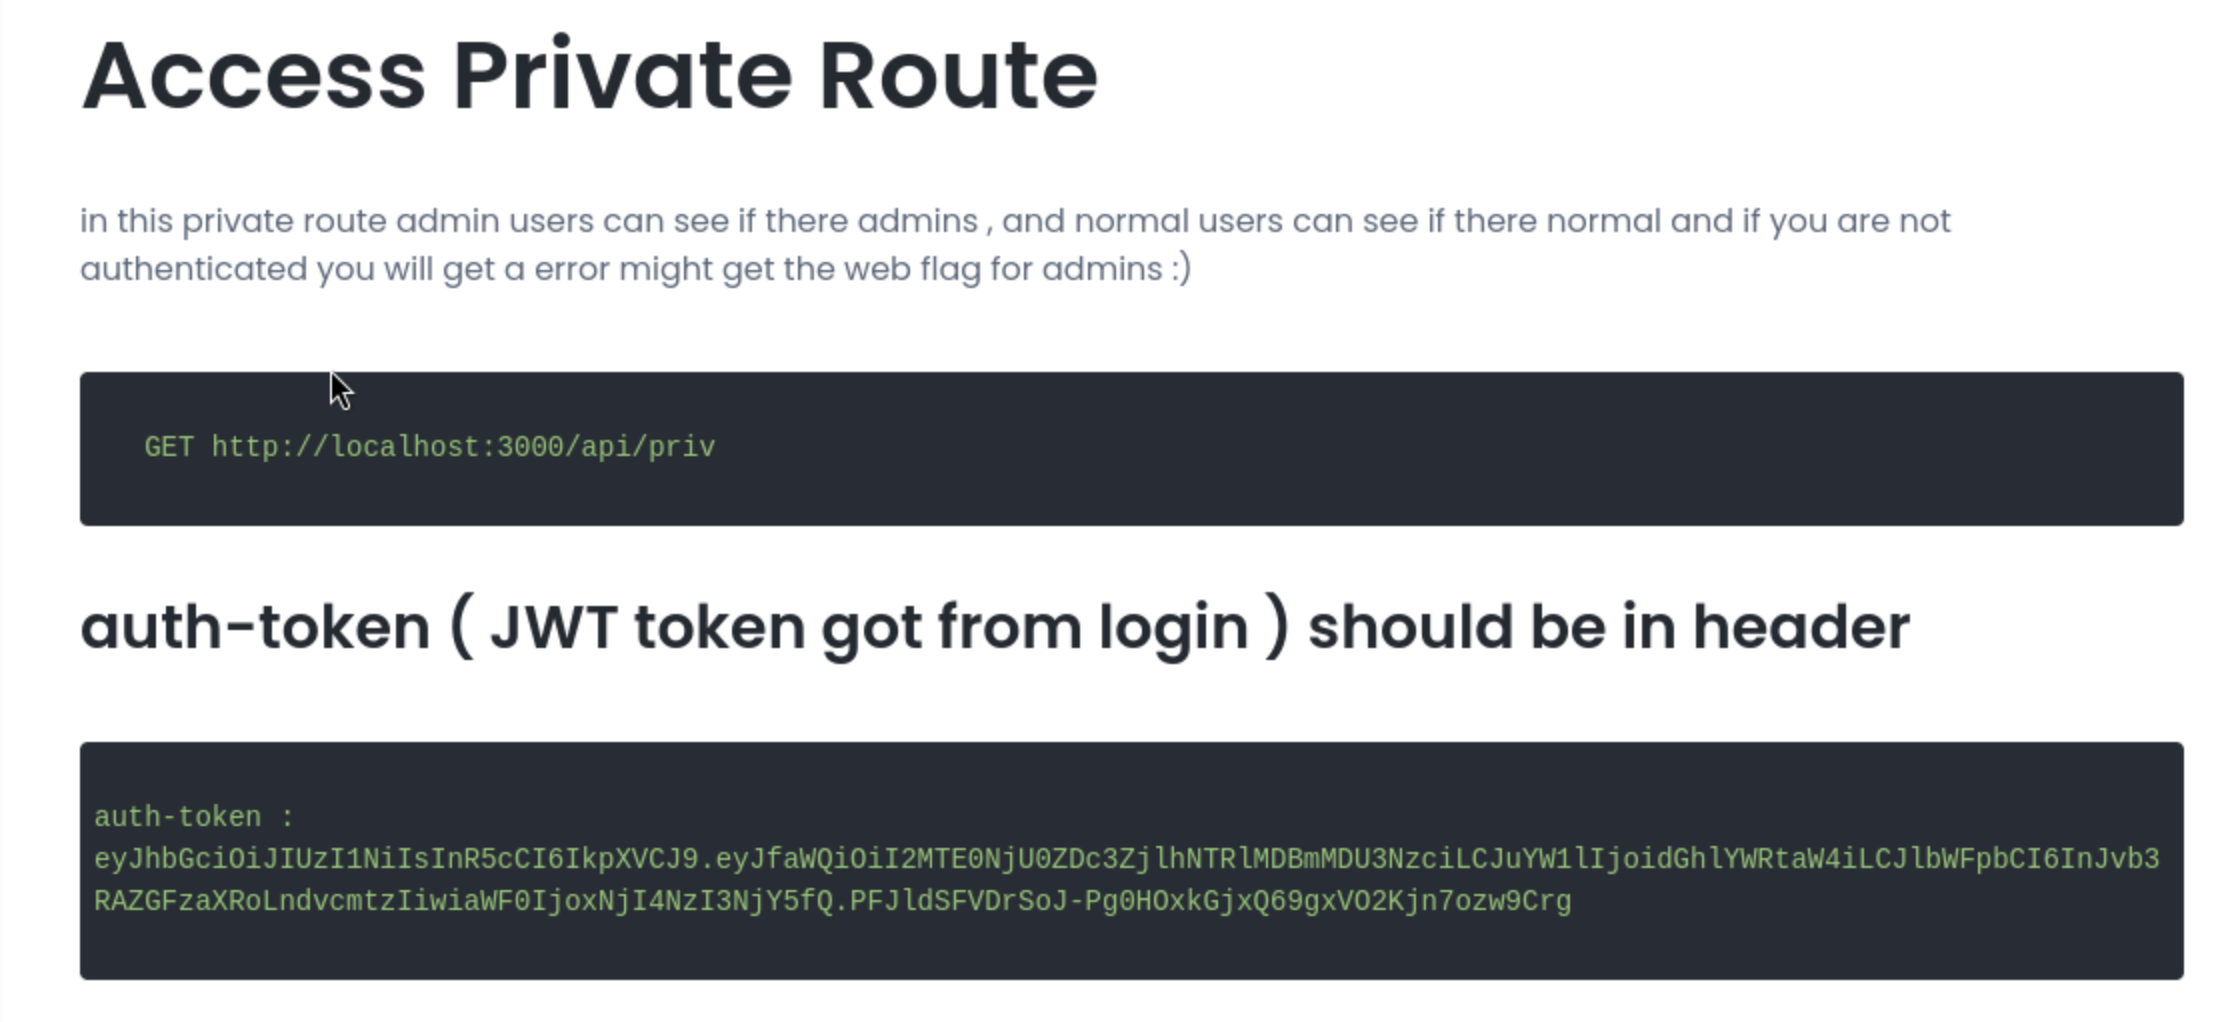 Access Private Route
in this private route admin users can see if there admins , and normal users can see if there normal and if you are not
authenticated you will get a error might get the web flag for admins :)
GET http://localhost:3000/api/priv
auth-token ( JWT token got from login ) should be in header
auth-token :
eyJhbGciOiJIUzI1NiIsInR5cCI6IkpXVCJ9.eyJfaWQiOiI2MTE0NjU0ZDc3ZjlhNTRlMDBmMDU3NzciLCJuYW1lIjoidGhlYWRtaW4iLCJlbWFpbCI6InJvb3
RAZGFzaXRoLndvcmtzIiwiaWF0IjoxNjI4NzI3NjY5fQ.PFJldSFVDrSoJ-Pg0HOxkGjxQ69gxVO2Kjn7ozw9Crg